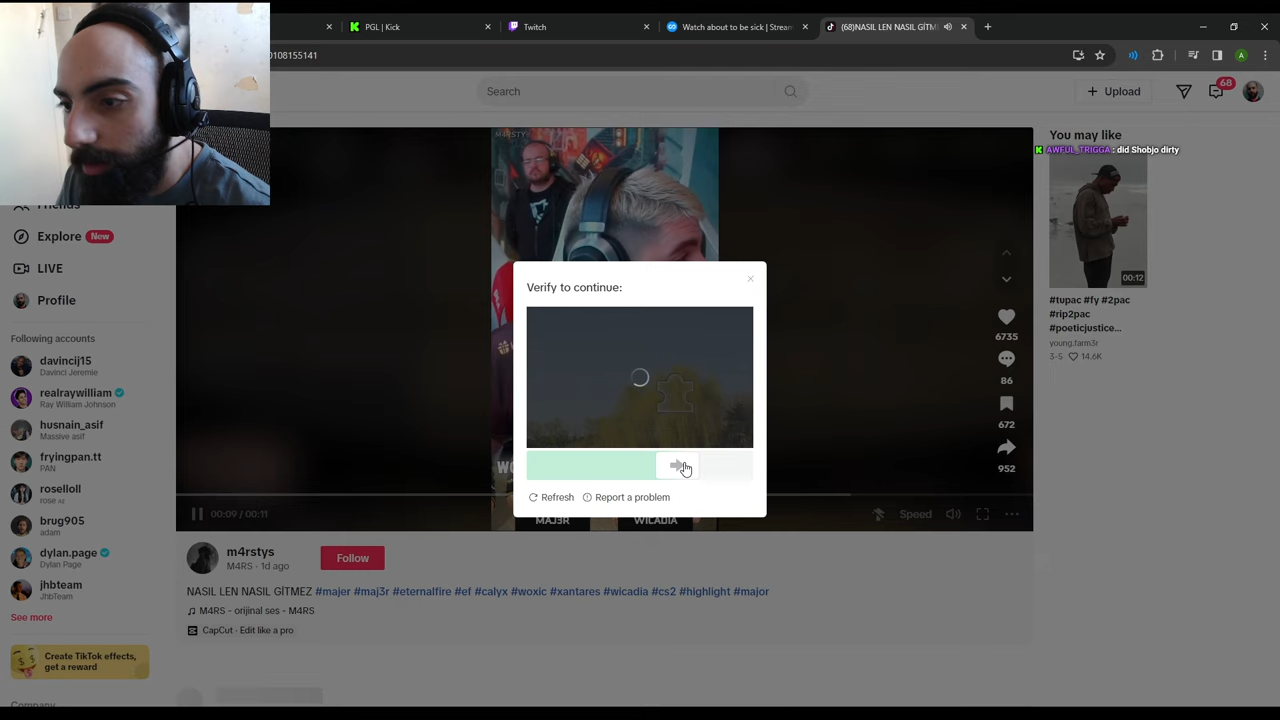 PGL | Kick
Twitch
Watch about to be sick | Stream
(68)NASIL LEN NASIL GİTM
0108155141
Search
Upload
68
A
M4RSTY
You may like
AWFUL_TRIGGA : did Shobjo dirty
Friends
Explore New
LIVE
Profile
00:12
#tupac #fy #2pac
#rip2pac
#poeticjustice...
young.farm3r
3-5 14.6K
Verify to continue:
Refresh Report a problem
Following accounts
davincij15
Davinci Jeremie
realraywilliam
Ray William Johnson
husnain_asif
Massive asif
fryingpan.tt
PAN
roselloll
rose
brug905
adam
dylan.page
Dylan Page
jhbteam
JhbTeam
See more
Create TikTok effects,
get a reward
Company
6735
86
672
952
WO
MAJ3R WICADIA
00:09 / 00:11
Speed
m4rstys
M4RS · 1d ago
Follow
NASIL LEN NASIL GİTMEZ #majer #maj3r #eternalfire #ef #calyx #woxic #xantares #wicadia #cs2 #highlight #major
M4RS - orijinal ses - M4RS
CapCut · Edit like a pro